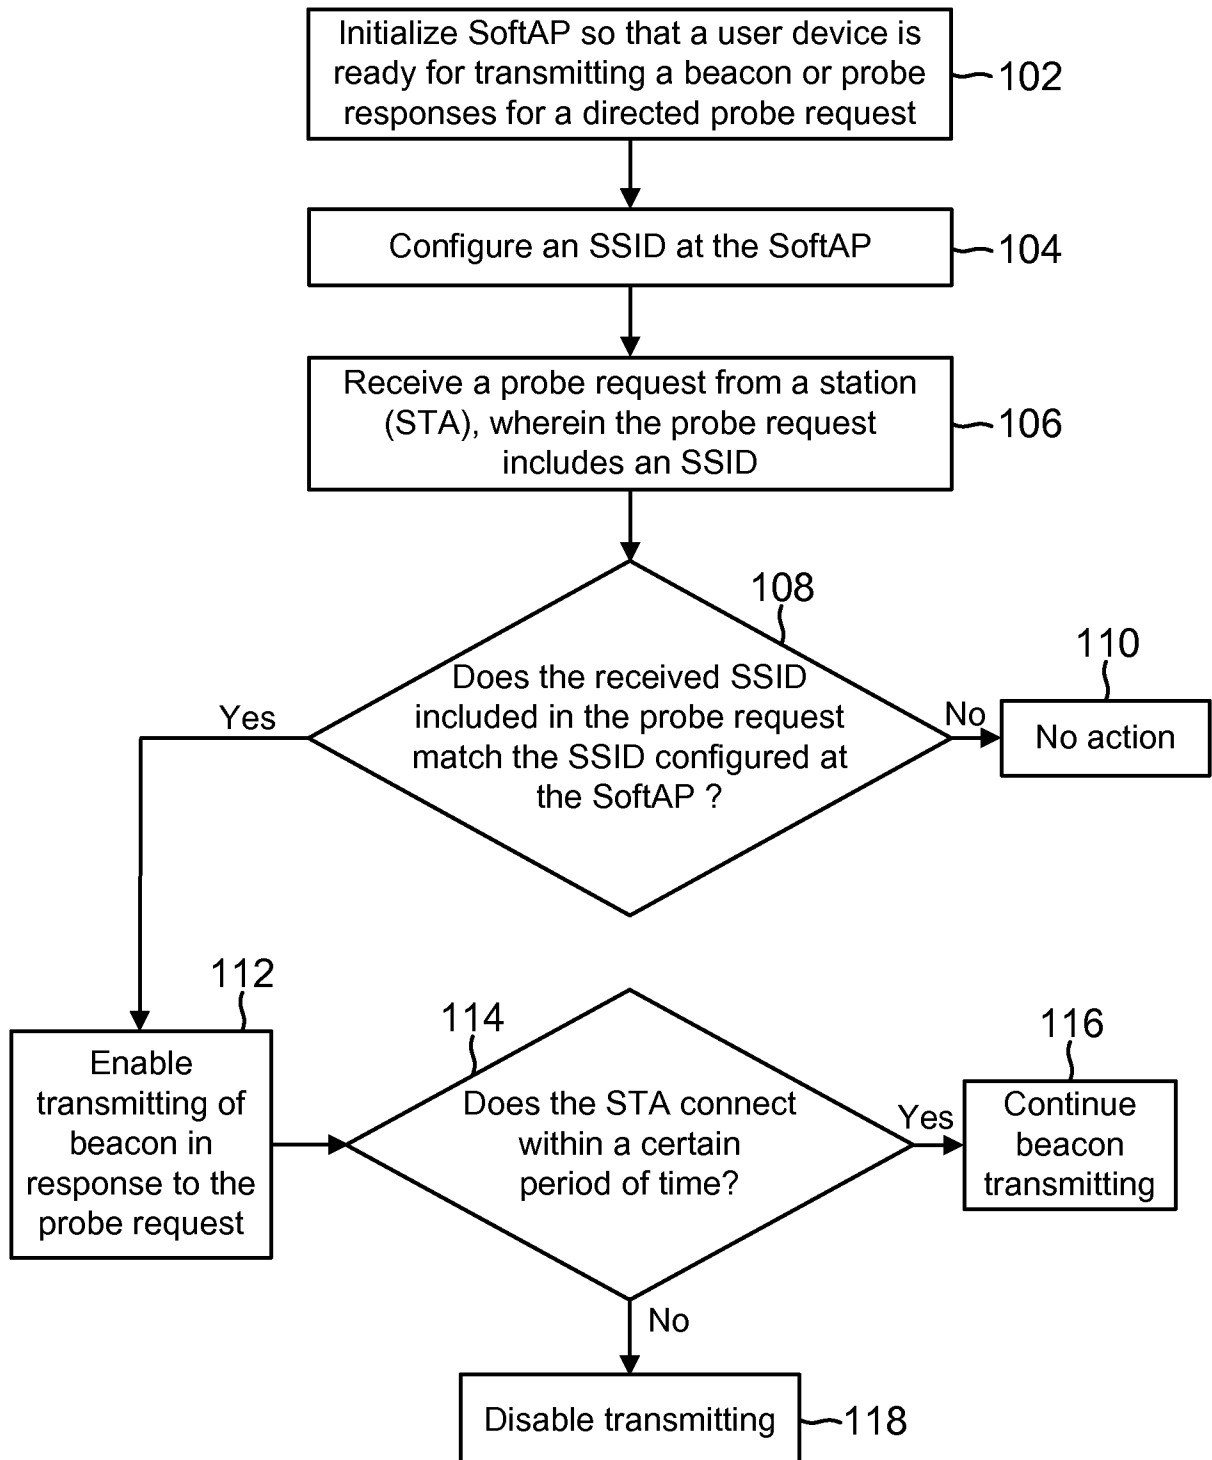 Initialize SoftAP so that a user device is
ready for transmitting a beacon or probe
responses for a directed probe request
102
Configure an SSID at the SoftAP
104
Receive a probe request from a station
(STA), wherein the probe request
includes an SSID
106
108
Does the received SSID
included in the probe request
match the SSID configured at
the SoftAP ?
Yes
No
110
No action
112
Enable
transmitting of
beacon in
response to the
probe request
114
Does the STA connect
within a certain
period of time?
Yes
116
Continue
beacon
transmitting
No
Disable transmitting
118